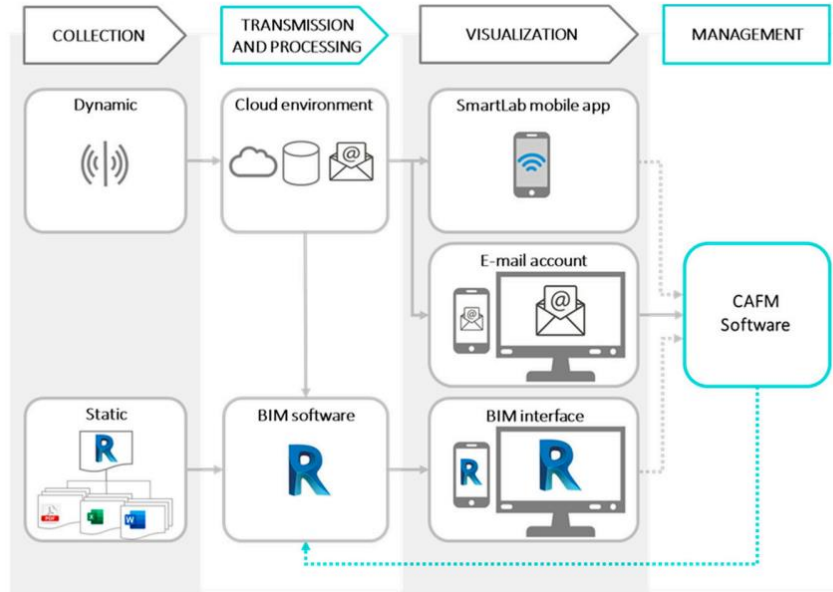 COLLECTION
TRANSMISSION
AND PROCESSING
VISUALIZATION
MANAGEMENT
Dynamic
Cloud environment
@
SmartLab mobile app
E-mail account
@
@
CAFM
Software
Static
R
PDF
X
W
BIM software
R
BIM interface
R
R